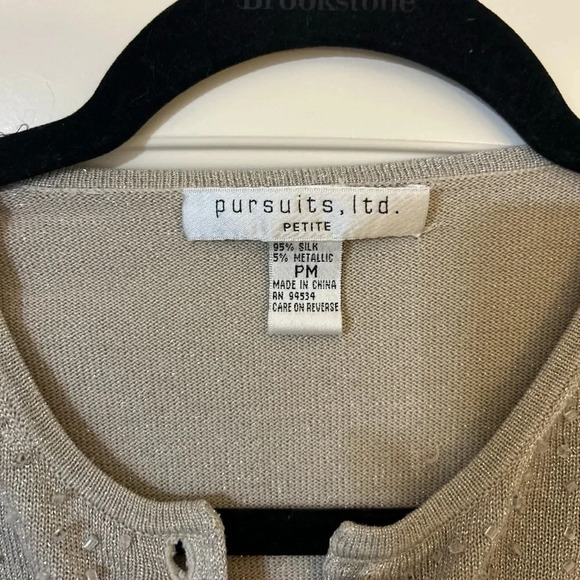 Brookstone
pursuits, ltd.
PETITE
95% SILK
5% METALLIC
PM
MADE IN CHINA
RN 94534
CARE ON REVERSE